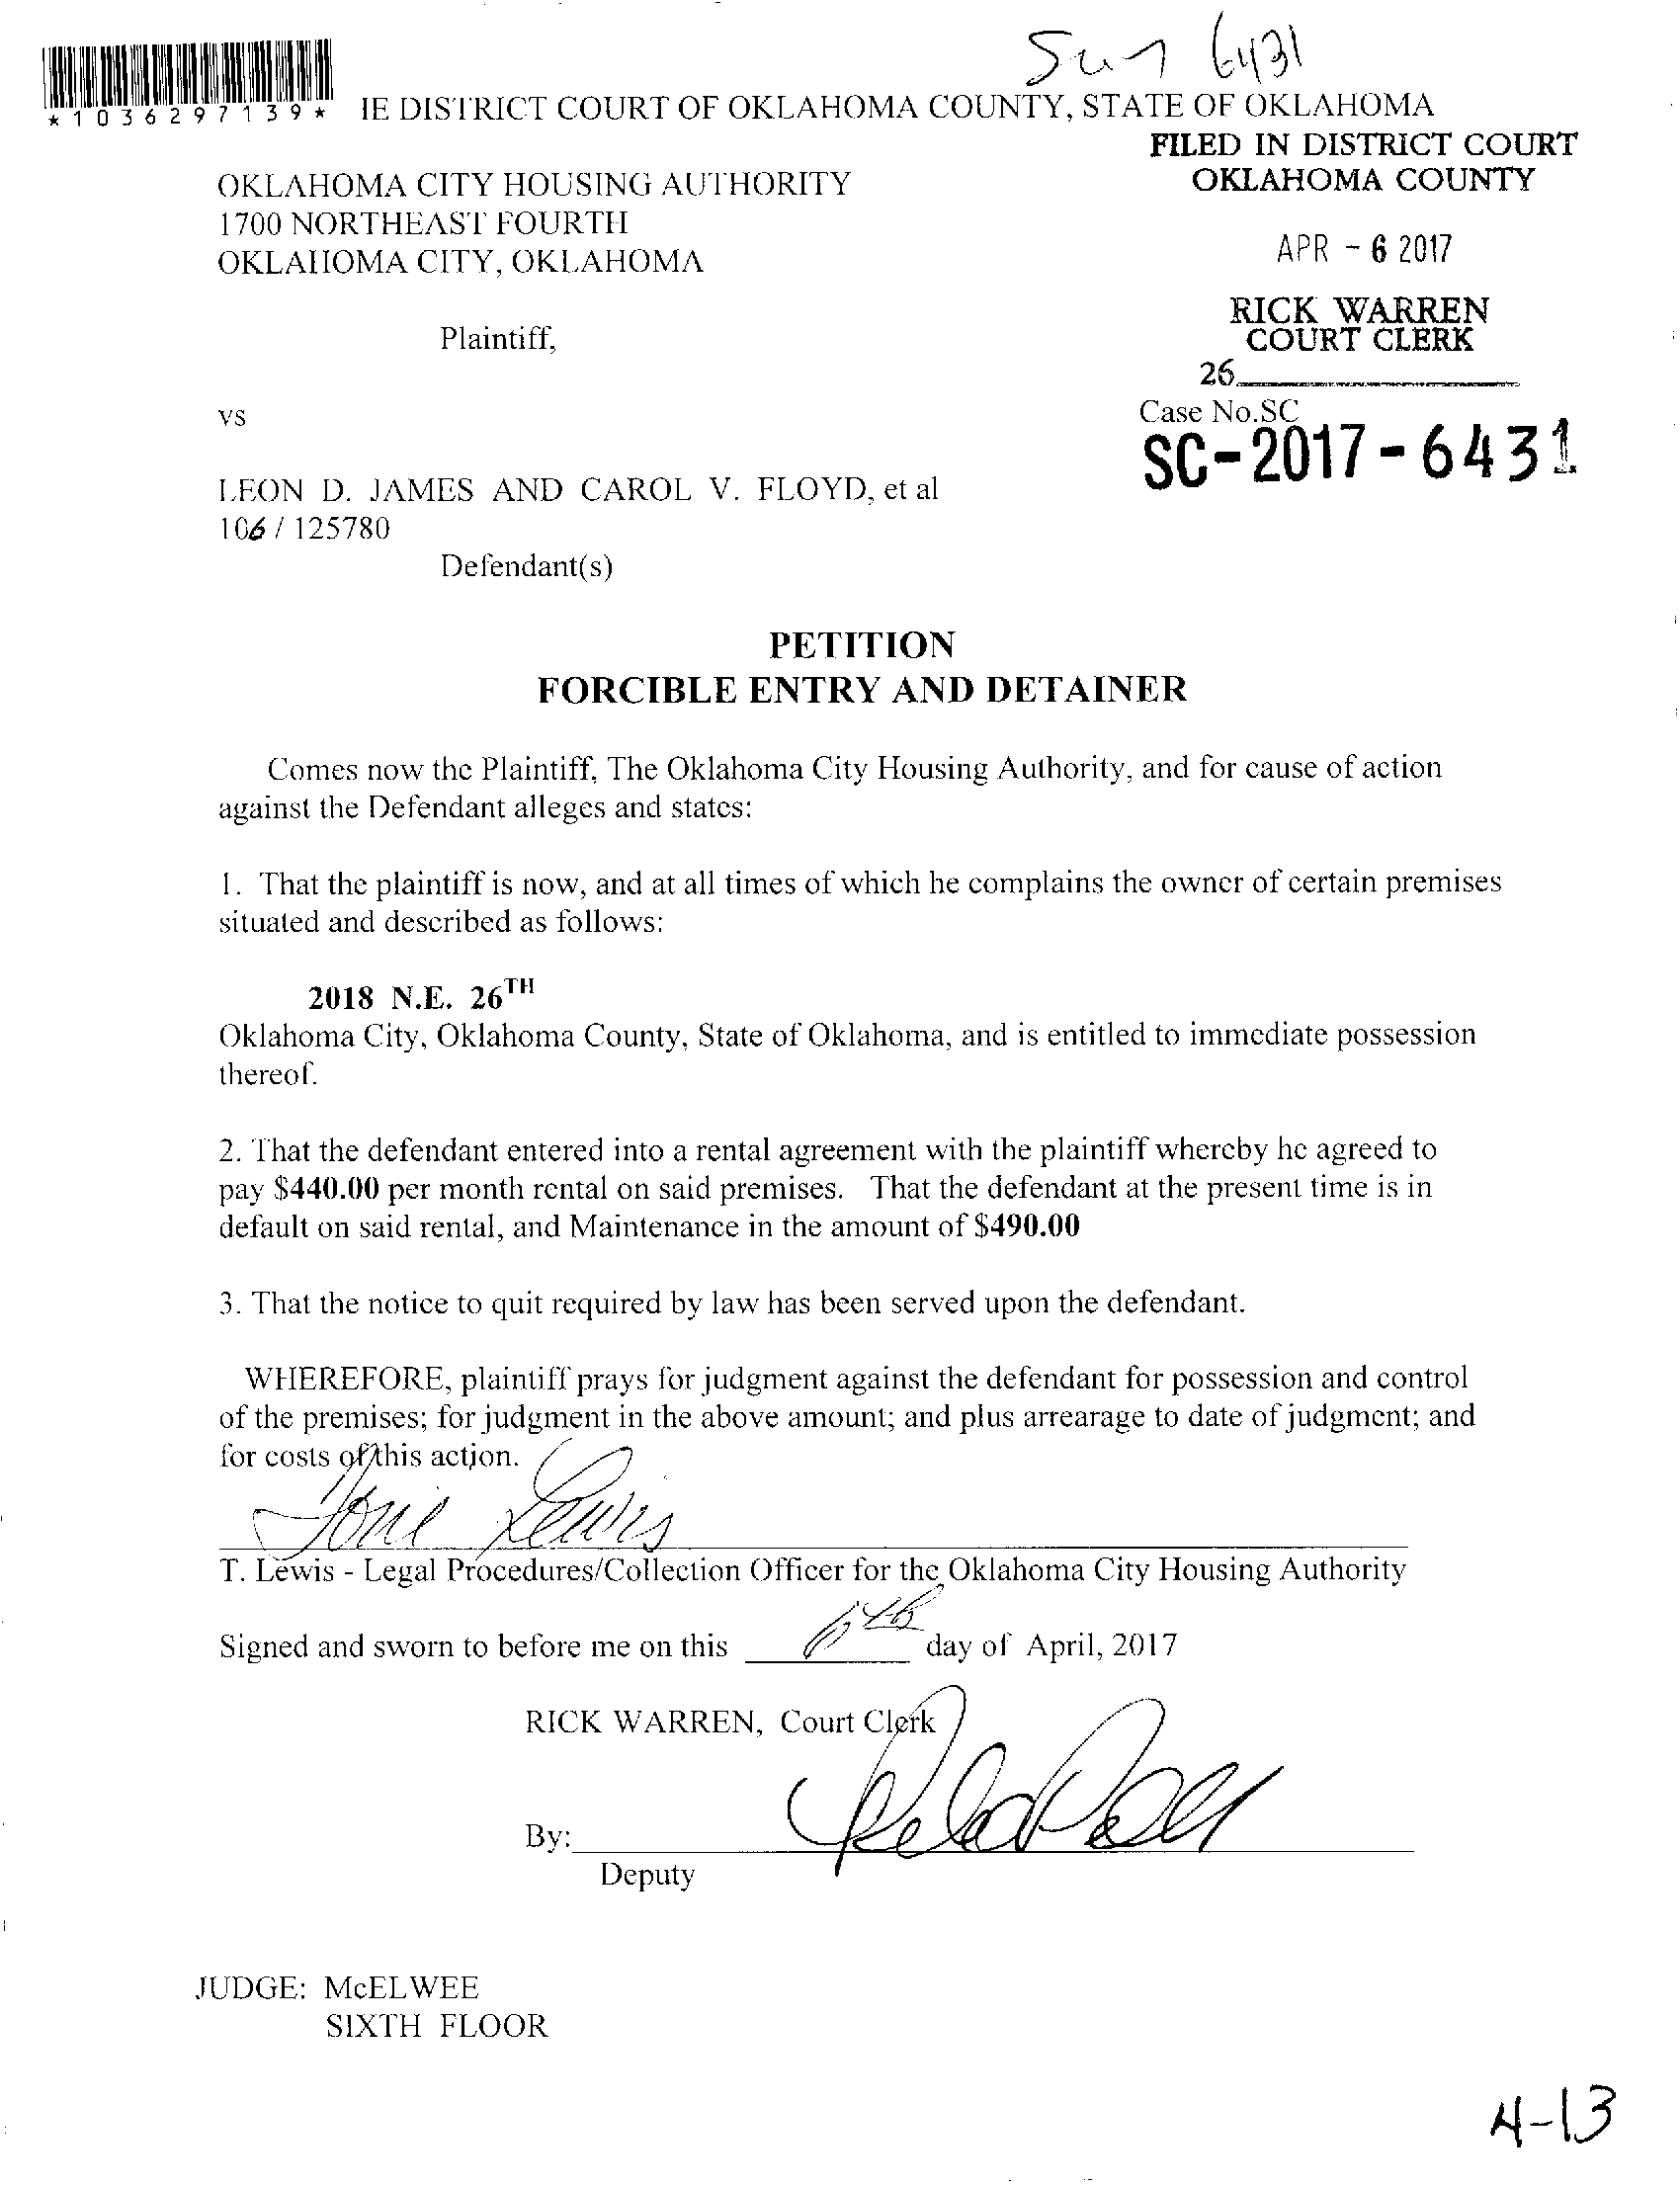 Sum 6431
*1036297139* IE DISTRICT COURT OF OKLAHOMA COUNTY, STATE OF OKLAHOMA
FILED IN DISTRICT COURT
OKLAHOMA COUNTY
OKLAHOMA CITY HOUSING AUTHORITY
1700 NORTHEAST FOURTH
OKLAHOMA CITY, OKLAHOMA
APR - 6 2017
RICK WARREN
COURT CLERK
26
Plaintiff,
vs
Case No.SC
SC-2017-6431
LEON D. JAMES AND CAROL V. FLOYD, et al
106 / 125780
Defendant(s)
PETITION
FORCIBLE ENTRY AND DETAINER
Comes now the Plaintiff, The Oklahoma City Housing Authority, and for cause of action
against the Defendant alleges and states:
1. That the plaintiff is now, and at all times of which he complains the owner of certain premises
situated and described as follows:
2018 N.E. 26TH
Oklahoma City, Oklahoma County, State of Oklahoma, and is entitled to immediate possession
thereof.
2. That the defendant entered into a rental agreement with the plaintiff whereby he agreed to
pay $440.00 per month rental on said premises. That the defendant at the present time is in
default on said rental, and Maintenance in the amount of $490.00
3. That the notice to quit required by law has been served upon the defendant.
WHEREFORE, plaintiff prays for judgment against the defendant for possession and control
of the premises; for judgment in the above amount; and plus arrearage to date of judgment; and
for costs of this action.
Tone Lewis
T. Lewis - Legal Procedures/Collection Officer for the Oklahoma City Housing Authority
Signed and sworn to before me on this 6th day of April, 2017
RICK WARREN, Court Clerk
By:
Deputy
JUDGE: McELWEE
SIXTH FLOOR
4-13